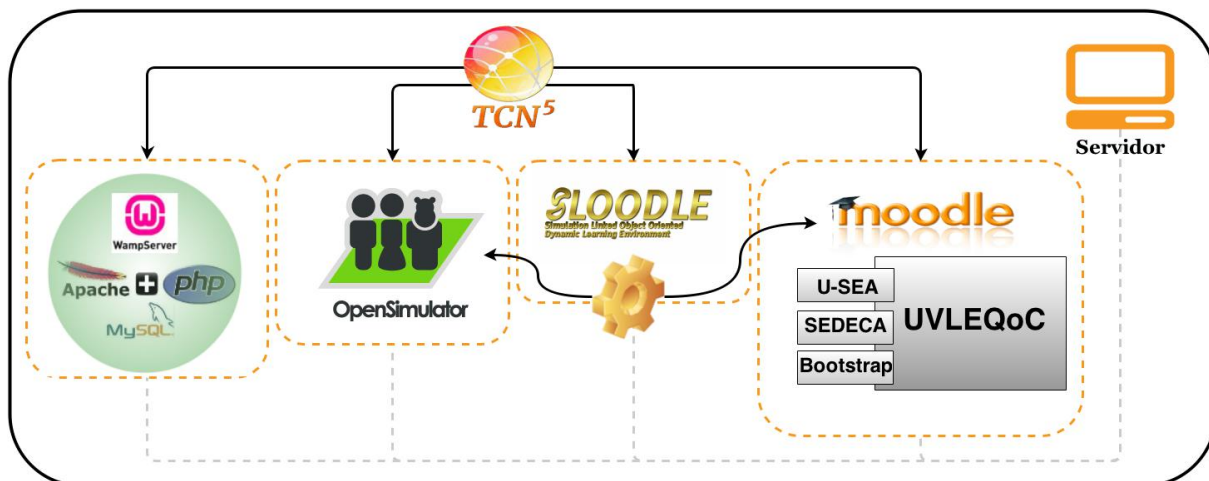 TCN⁵
Servidor
WampServer
Apache
php
MySQL
OpenSimulator
SLOODLE
Simulation Linked Object Oriented
Dynamic Learning Environment
moodle
U-SEA
SEDECA
Bootstrap
UVLEQoC